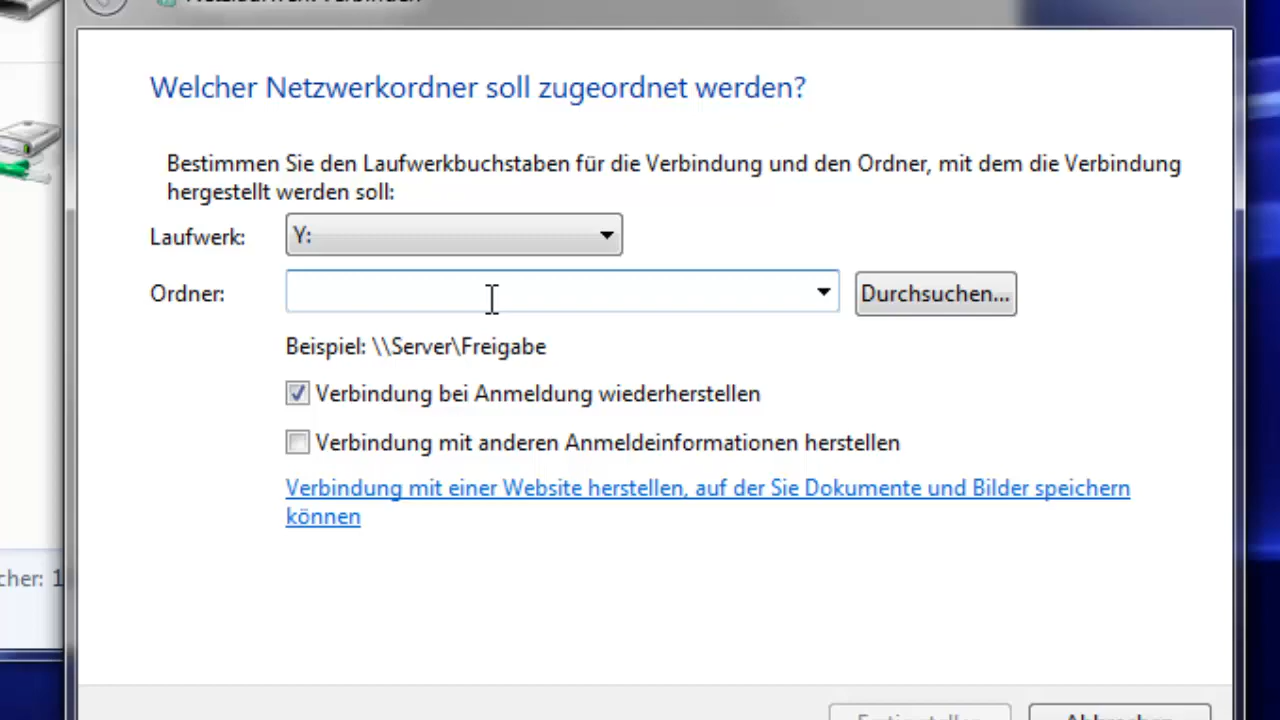 Welcher Netzwerkordner soll zugeordnet werden?
Bestimmen Sie den Laufwerkbuchstaben für die Verbindung und den Ordner, mit dem die Verbindung
hergestellt werden soll:
Laufwerk: Y:
Ordner: Durchsuchen...
Beispiel: \\Server\Freigabe
Verbindung bei Anmeldung wiederherstellen
Verbindung mit anderen Anmeldeinformationen herstellen
Verbindung mit einer Website herstellen, auf der Sie Dokumente und Bilder speichern
können
cher: 1